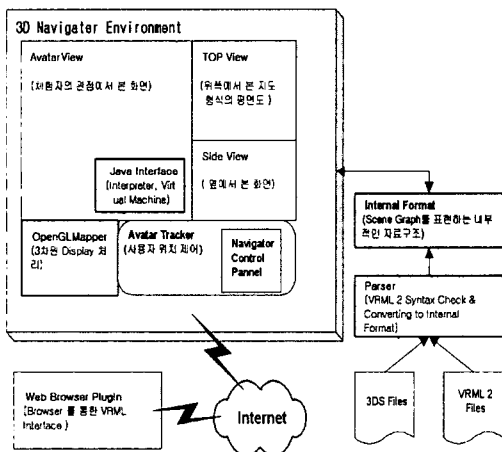 3D Navigater Environment
AvatarView
(체험자의 관점에서 본 화면)
TOP View
(위쪽에서 본 지도
형식의 평면도 )
Java Interface
(Interpreter, Virt
ual Machine)
Side View
( 옆에서 본 화면)
OpenGLMapper
(3차원 Display 처
리)
Avatar Tracker
(사용자 위치 제어)
Navigator
Control
Pannel
Internal Format
(Scene Graph를 표현하는 내부
적인 자료구조)
Parser
(VRML 2 Syntax Check &
Converting to Internal
Format)
3DS Files
VRML 2
Files
Web Browser PlugIn
(Browser 를 통한 VRML
Interface )
Internet